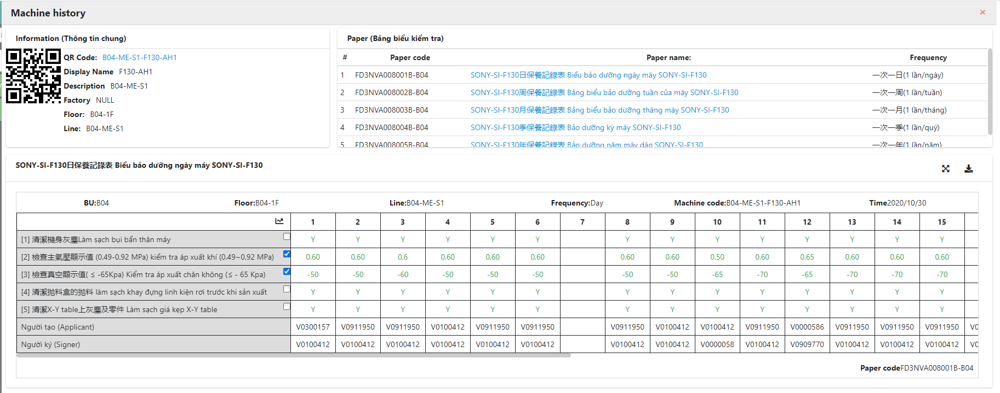 Machine history
×
Information (Thông tin chung)
QR Code: B04-ME-S1-F130-AH1
Display Name F130-AH1
Description B04-ME-S1
Factory NULL
Floor: B04-1F
Line: B04-ME-S1
Paper (Bảng biểu kiểm tra)
# Paper code Paper name: Frequency
1 FD3NVA008001B-B04 SONY-SI-F130日保養記錄表 Biểu bảo dưỡng ngày máy SONY-SI-F130 一次一日(1 lần/ngày)
2 FD3NVA008002B-B04 SONY-SI-F130周保養記錄表 Bảng biểu bảo dưỡng tuần của máy SONY-SI-F130 一次一周(1 lần/tuần)
3 FD3NVA008003B-B04 SONY-SI-F130月保養記錄表 Bảng biểu bảo dưỡng tháng máy SONY-SI-F130 一次一月(1 lần/tháng)
4 FD3NVA008004B-B04 SONY-SI-F130季保養記錄表 Bảo dưỡng kỳ máy SONY-SI-F130 一次一季(1 lần/quý)
5 FD3NVA008005B-B04 SONY-SI-F130年保養記錄表 Bảo dưỡng năm máy dán SONY-SI-F130 一次一年(1 lần/năm)
SONY-SI-F130日保養記錄表 Biểu bảo dưỡng ngày máy SONY-SI-F130
BU:B04 Floor:B04-1F Line:B04-ME-S1 Frequency:Day Machine code:B04-ME-S1-F130-AH1 Time2020/10/30
1 2 3 4 5 6 7 8 9 10 11 12 13 14 15
[1] 清潔機身灰塵Làm sạch bụi bẩn thân máy Y Y Y Y Y Y Y Y Y Y Y Y Y Y
[2] 檢查主氣壓顯示值 (0.49-0.92 MPa) kiểm tra áp xuất khí (0.49~0.92 MPa) 0.60 0.60 0.6 0.60 0.60 0.60 0.60 0.60 0.50 0.60 0.65 0.60 0.60 0.60
[3] 檢查真空顯示值( ≤ -65Kpa) Kiểm tra áp xuất chân không (≤ - 65 Kpa) -50 -50 -60 -50 -50 -50 -50 -50 -65 -70 -65 -70 -70 -70
[4] 清潔拋料盒的拋料 làm sạch khay đựng linh kiện rơi trước khi sản xuất Y Y Y Y Y Y Y Y Y Y Y Y Y Y
[5] 清潔X-Y table上灰塵及零件 Làm sạch giá kẹp X-Y table Y Y Y Y Y Y Y Y Y Y Y Y Y Y
Người tạo (Applicant) V0300157 V0911950 V0911950 V0100412 V0911950 V0911950 V0911950 V0100412 V0100412 V0911950 V0000586 V0911950 V0911950 V0911950
Người ký (Signer) V0100412 V0100412 V0100412 V0100412 V0100412 V0100412 V0100412 V0100412 V0000058 V0100412 V0909770 V0100412 V0100412 V0100412
Paper codeFD3NVA008001B-B04